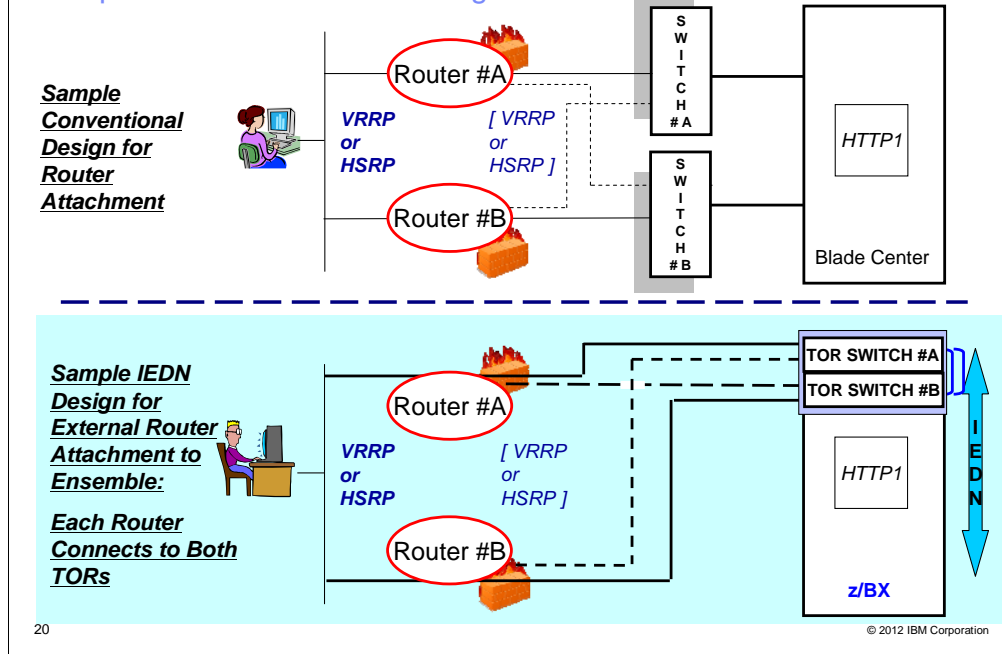 Sample
Conventional
Design for
Router
Attachment
Router #A
VRRP
or
HSRP
[ VRRP
or
HSRP ]
Router #B
S
W
I
T
C
H
# A
S
W
I
T
C
H
# B
HTTP1
Blade Center
Sample IEDN
Design for
External Router
Attachment to
Ensemble:
Each Router
Connects to Both
TORs
Router #A
VRRP
or
HSRP
[ VRRP
or
HSRP ]
Router #B
TOR SWITCH #A
TOR SWITCH #B
HTTP1
z/BX
I
E
D
N
20
© 2012 IBM Corporation